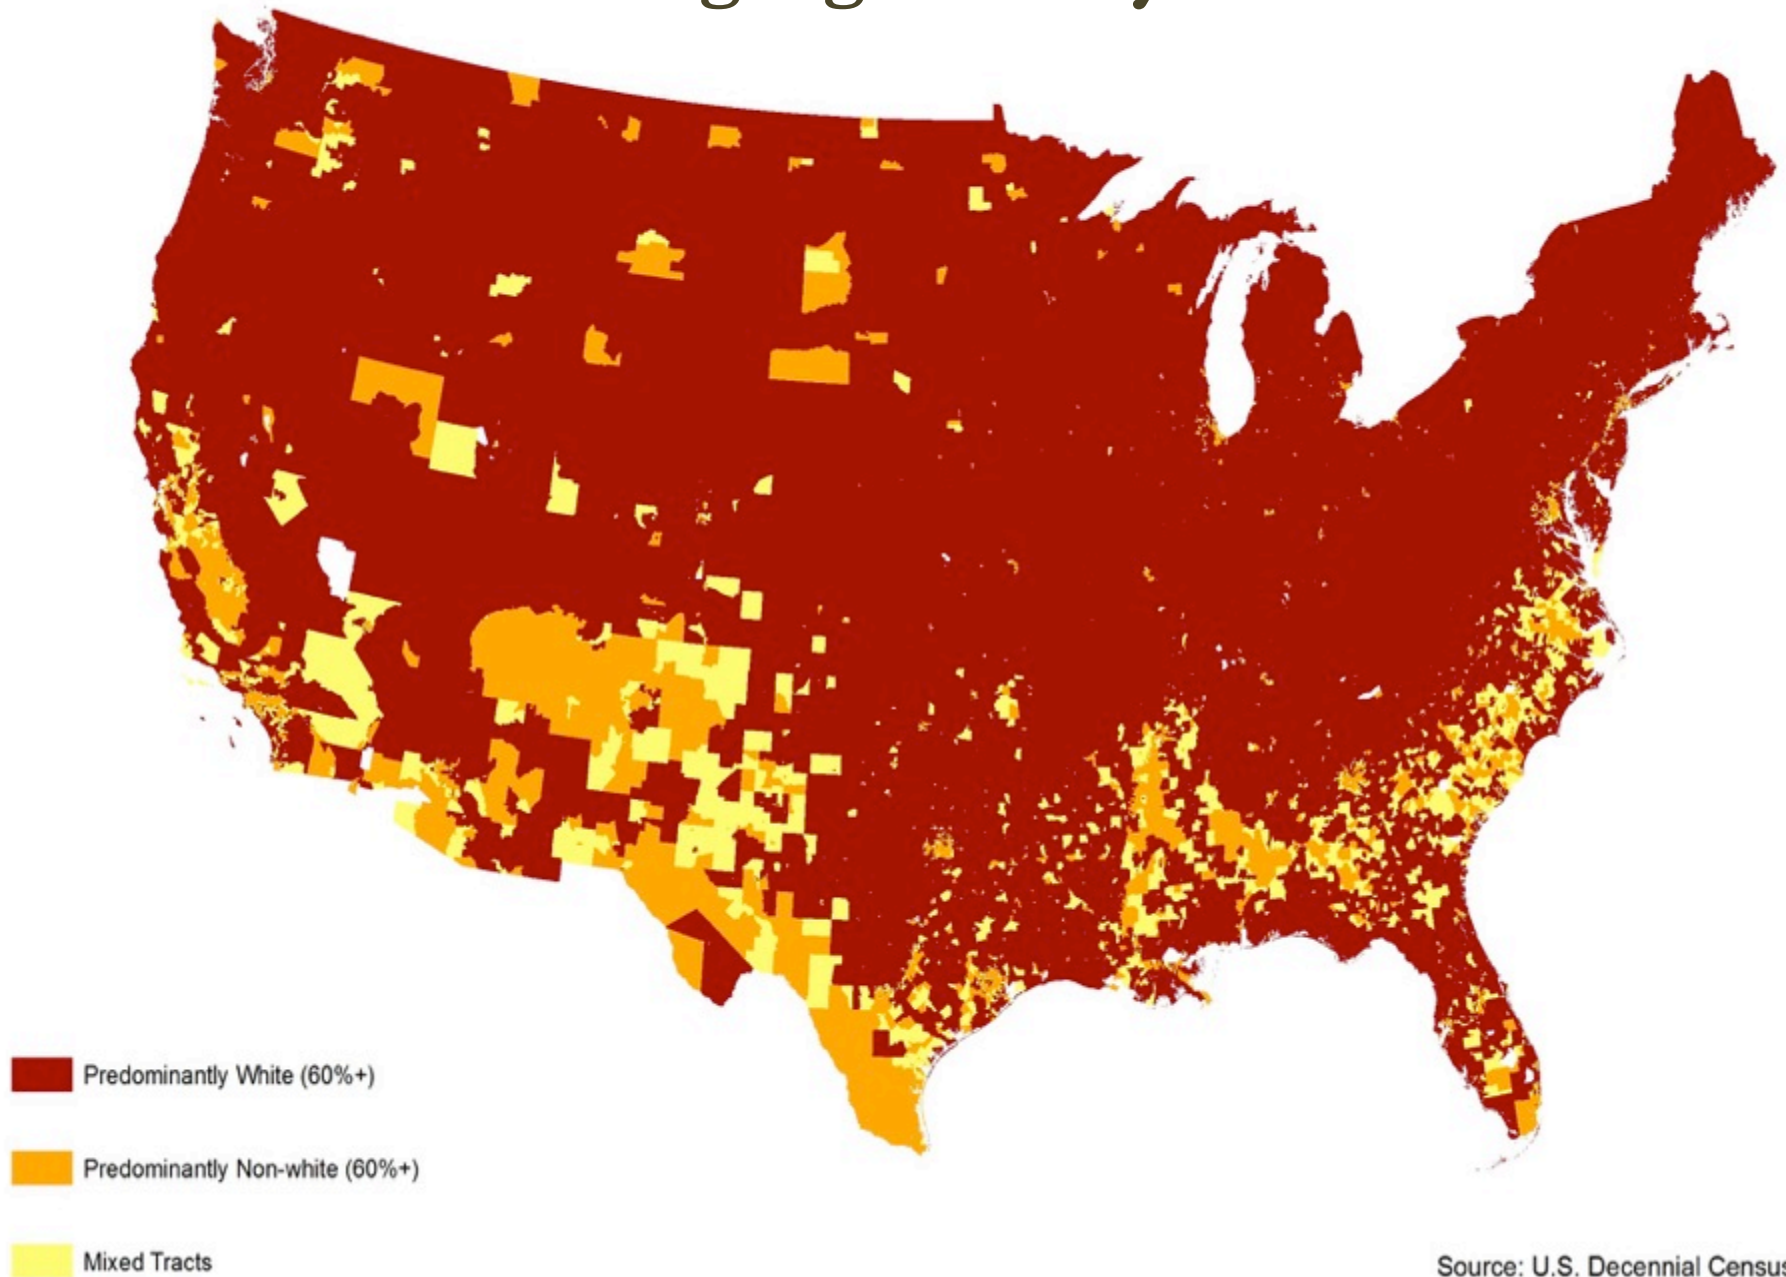 Predominantly White (60%+)
Predominantly Non-white (60%+)
Mixed Tracts
Source: U.S. Decennial Census